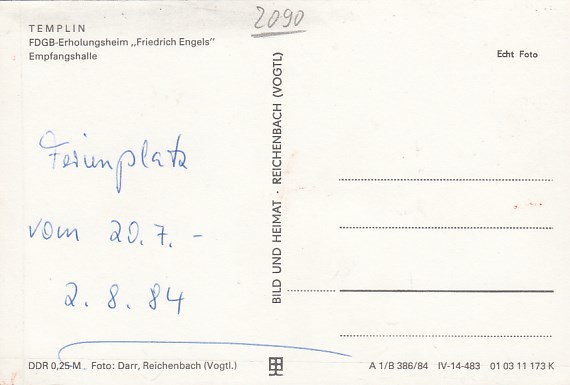 2090
TEMPLIN
FDGB-Erholungsheim „Friedrich Engels"
Empfangshalle
Echt Foto
Ferienplatz
vom 20.7. -
2.8.84
BILD UND HEIMAT · REICHENBACH (VOGTL)
DDR 0,25 M Foto: Darr, Reichenbach (Vogtl.)
A 1/B 386/84 IV-14-483 01 03 11 173 K